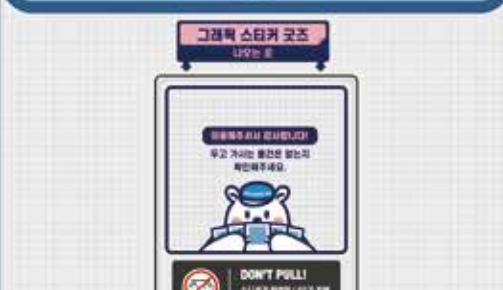 그래픽 스티커 굿즈
나오는 곳
이용해주셔서 감사합니다!
두고 가시는 물건은 없는지
확인해주세요.
DON'T PULL!